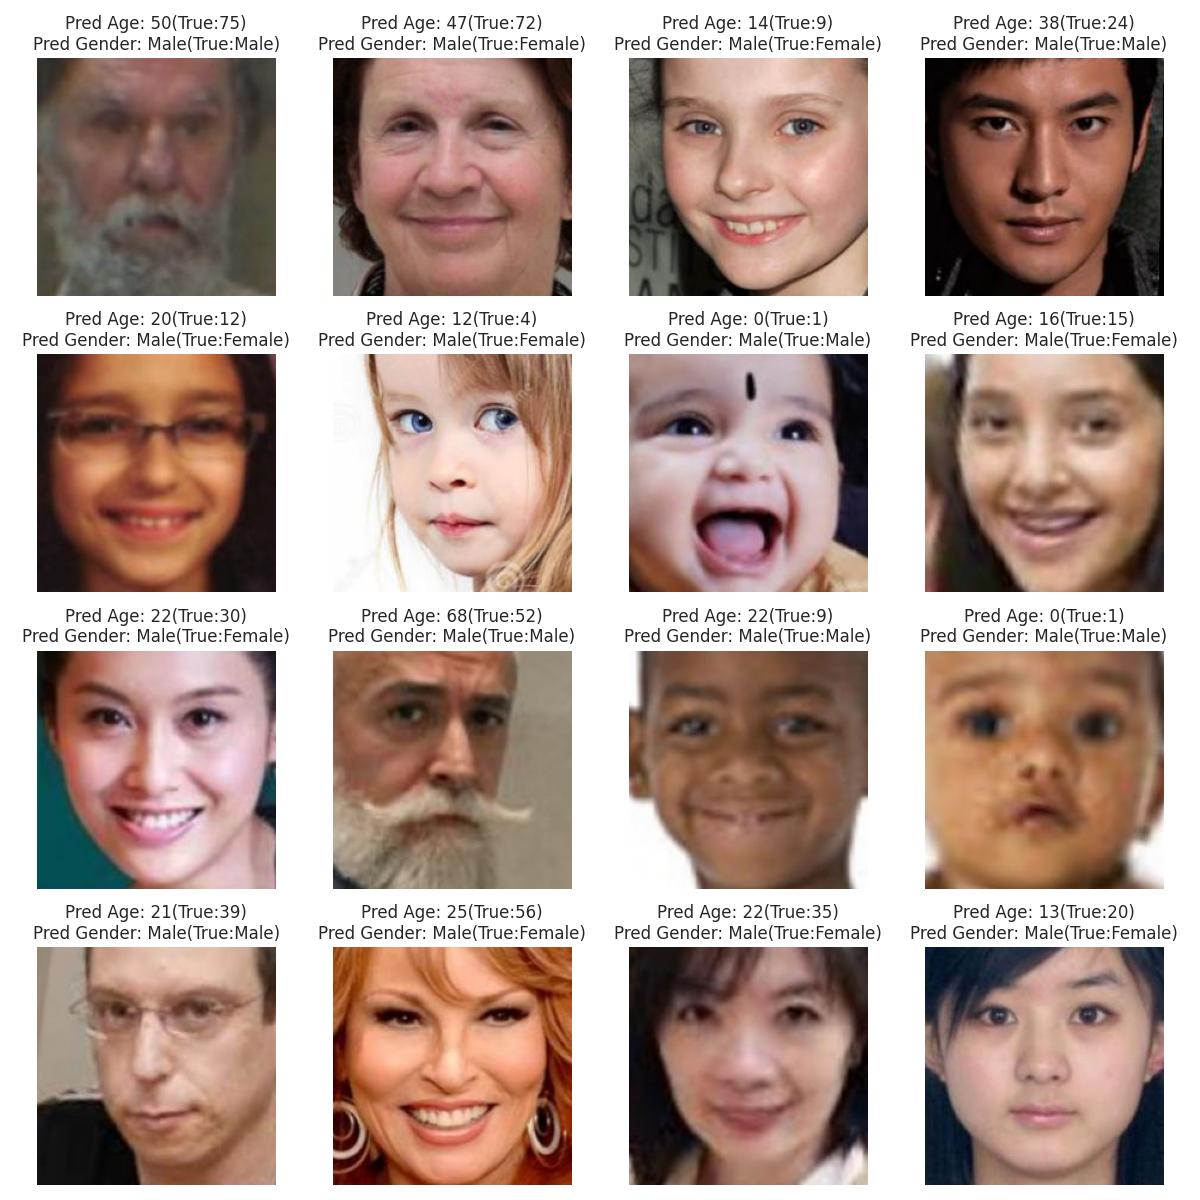 Pred Age: 50(True:75)
Pred Gender: Male(True:Male)
Pred Age: 47(True:72)
Pred Gender: Male(True:Female)
Pred Age: 14(True:9)
Pred Gender: Male(True:Female)
Pred Age: 38(True:24)
Pred Gender: Male(True:Male)
da
STI
AN
Pred Age: 20(True:12)
Pred Gender: Male(True:Female)
Pred Age: 12(True:4)
Pred Gender: Male(True:Female)
Pred Age: 0(True:1)
Pred Gender: Male(True:Male)
Pred Age: 16(True:15)
Pred Gender: Male(True:Female)
Pred Age: 22(True:30)
Pred Gender: Male(True:Female)
Pred Age: 68(True:52)
Pred Gender: Male(True:Male)
Pred Age: 22(True:9)
Pred Gender: Male(True:Male)
Pred Age: 0(True:1)
Pred Gender: Male(True:Male)
Pred Age: 21(True:39)
Pred Gender: Male(True:Male)
Pred Age: 25(True:56)
Pred Gender: Male(True:Female)
Pred Age: 22(True:35)
Pred Gender: Male(True:Female)
Pred Age: 13(True:20)
Pred Gender: Male(True:Female)